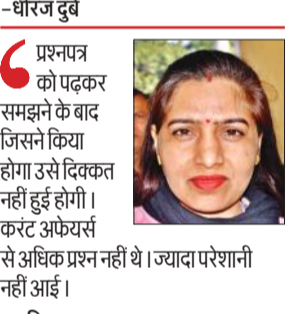 –धीरज दुबे
प्रश्नपत्र
को पढ़कर
समझने के बाद
जिसने किया
होगा उसे दिक्कत
नहीं हुई होगी।
करंट अफेयर्स
से अधिक प्रश्न नहीं थे। ज्यादा परेशानी
नहीं आई।